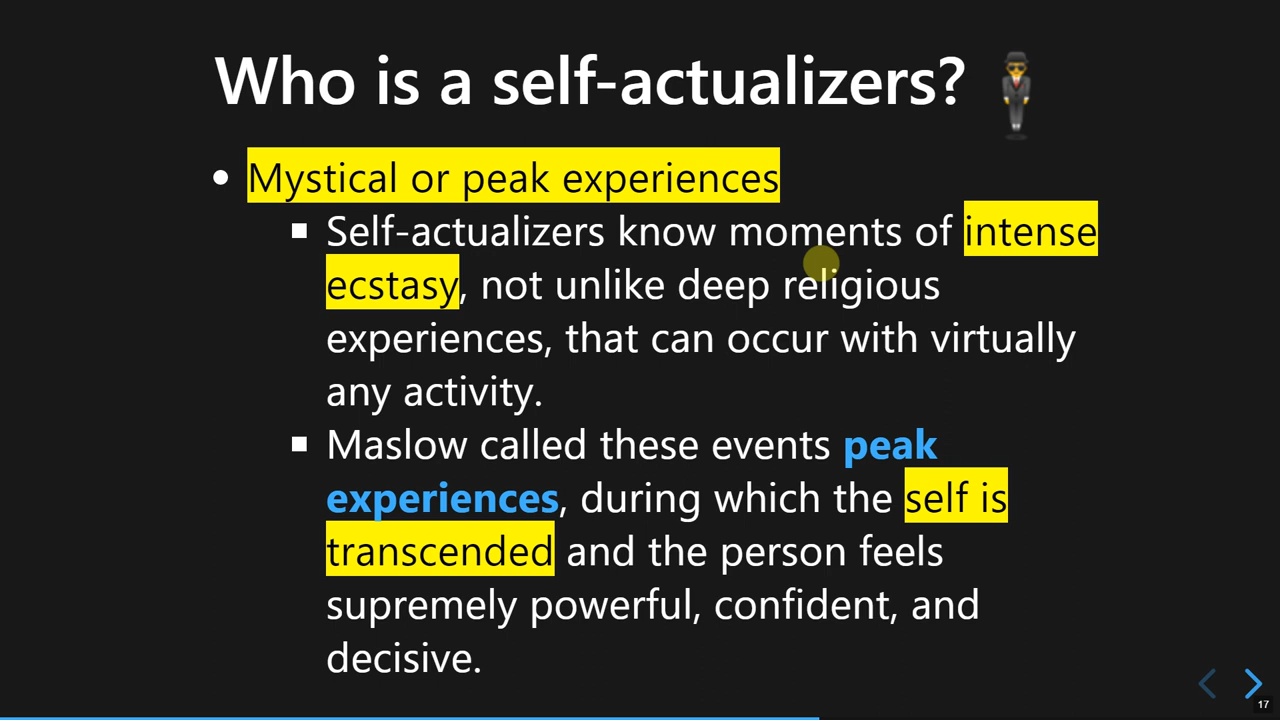 Who is a self-actualizers?
Mystical or peak experiences
Self-actualizers know moments of intense
ecstasy, not unlike deep religious
experiences, that can occur with virtually
any activity.
Maslow called these events peak
experiences, during which the self is
transcended and the person feels
supremely powerful, confident, and
decisive.
17